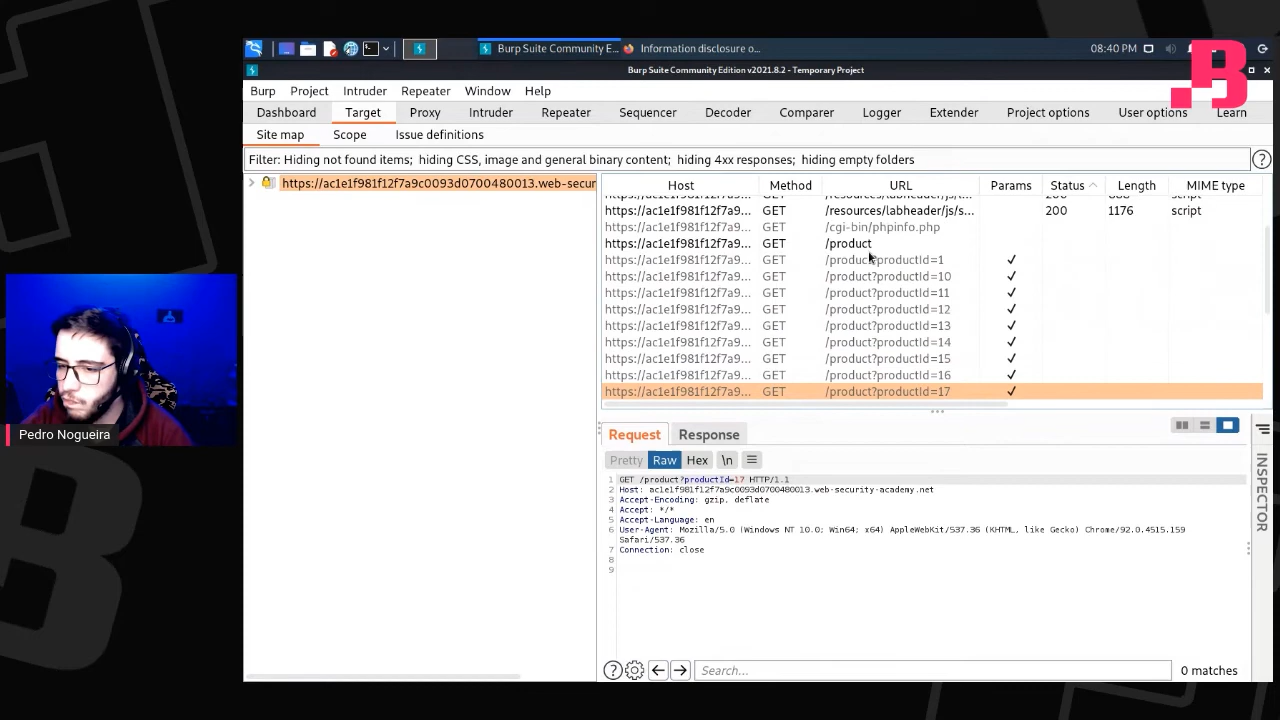 Burp Suite Community E... Information disclosure o... 08:40 PM
Burp Suite Community Edition v2021.8.2 - Temporary Project
Burp Project Intruder Repeater Window Help
Dashboard Target Proxy Intruder Repeater Sequencer Decoder Comparer Logger Extender Project options User options Learn
Site map Scope Issue definitions
Filter: Hiding not found items; hiding CSS, image and general binary content; hiding 4xx responses; hiding empty folders
https://ac1e1f981f12f7a9c0093d0700480013.web-secur
Host Method URL Params Status Length MIME type
https://ac1e1f981f12f7a9... GET /resources/labheader/js/s... 200 1176 script
https://ac1e1f981f12f7a9... GET /cgi-bin/phpinfo.php
https://ac1e1f981f12f7a9... GET /product
https://ac1e1f981f12f7a9... GET /product?productId=1 ✓
https://ac1e1f981f12f7a9... GET /product?productId=10 ✓
https://ac1e1f981f12f7a9... GET /product?productId=11 ✓
https://ac1e1f981f12f7a9... GET /product?productId=12 ✓
https://ac1e1f981f12f7a9... GET /product?productId=13 ✓
https://ac1e1f981f12f7a9... GET /product?productId=14 ✓
https://ac1e1f981f12f7a9... GET /product?productId=15 ✓
https://ac1e1f981f12f7a9... GET /product?productId=16 ✓
https://ac1e1f981f12f7a9... GET /product?productId=17 ✓
Pedro Nogueira
Request Response
Pretty Raw Hex \n
1 GET /product?productId=17 HTTP/1.1
2 Host: ac1e1f981f12f7a9c0093d0700480013.web-security-academy.net
3 Accept-Encoding: gzip, deflate
4 Accept: */*
5 Accept-Language: en
6 User-Agent: Mozilla/5.0 (Windows NT 10.0; Win64; x64) AppleWebKit/537.36 (KHTML, like Gecko) Chrome/92.0.4515.159
Safari/537.36
7 Connection: close
8
9
INSPECTOR
Search... 0 matches